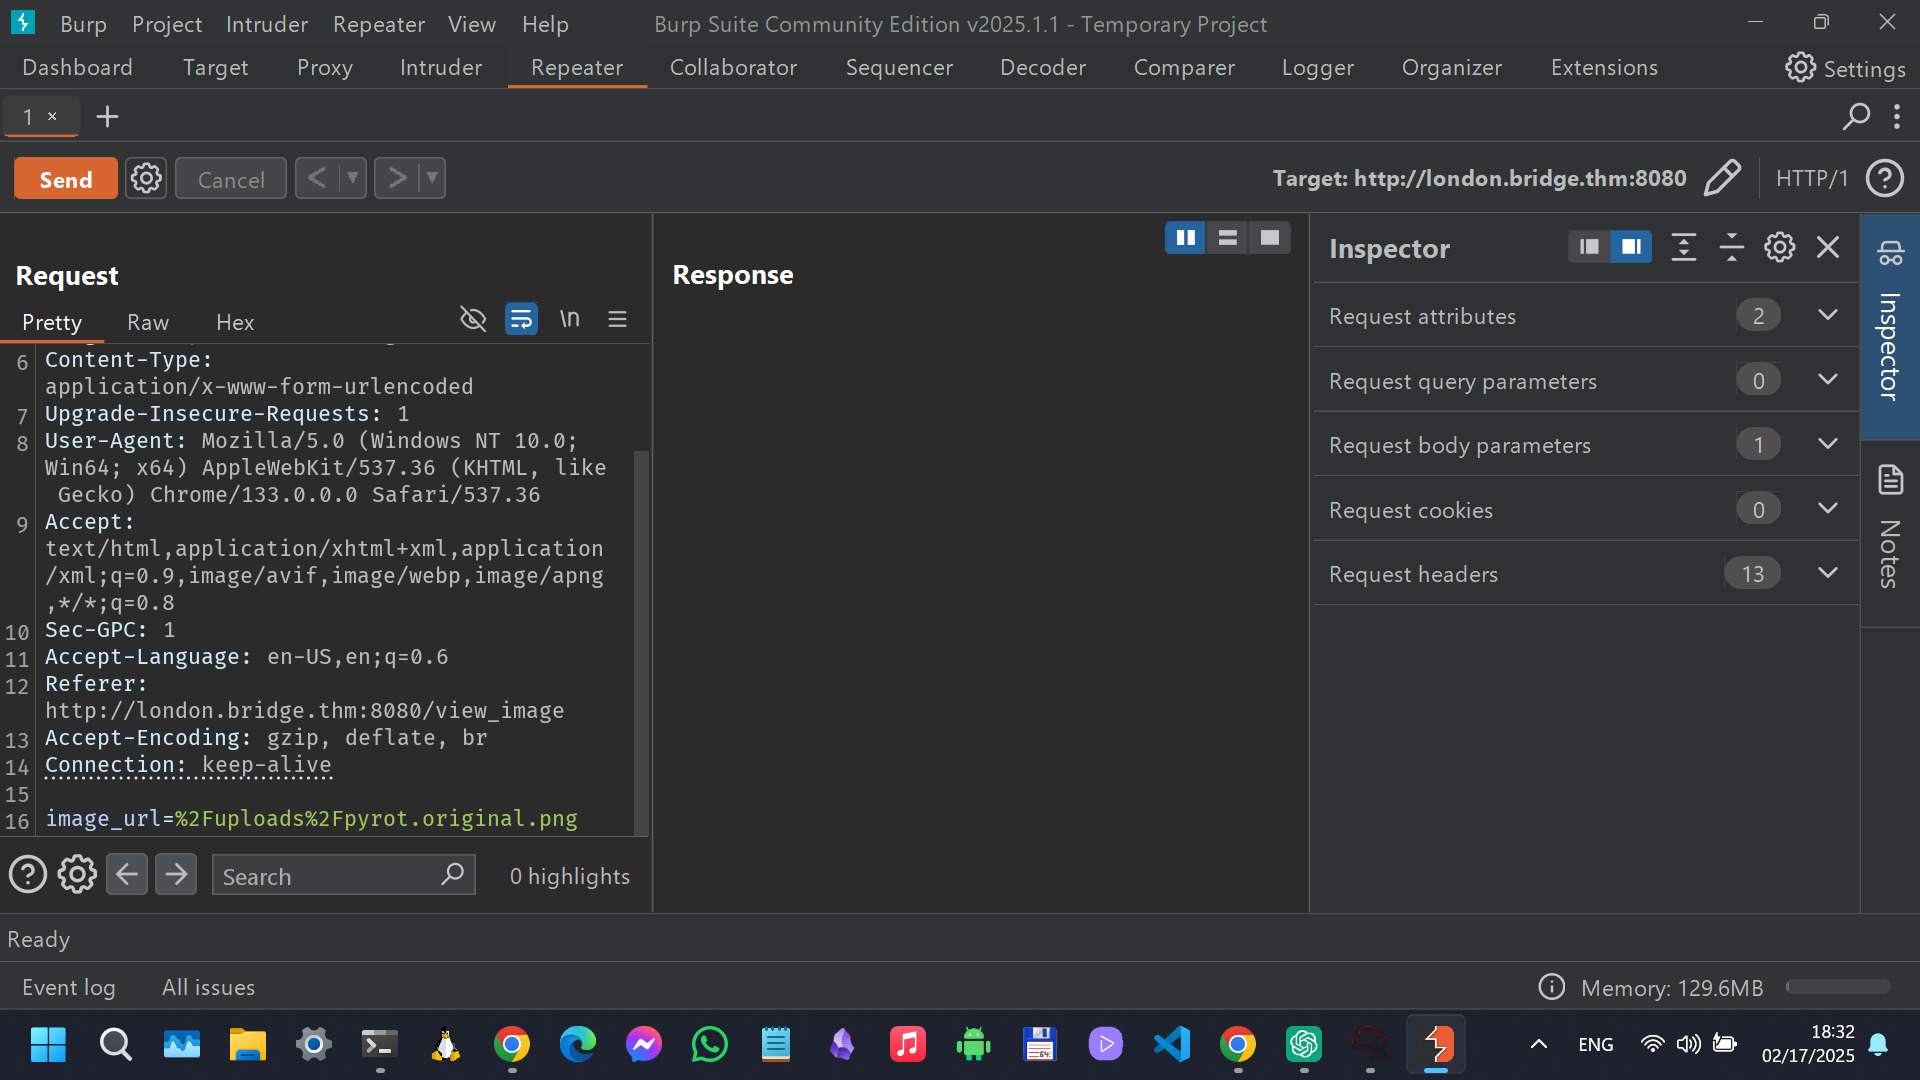 Burp Project Intruder Repeater View Help Burp Suite Community Edition v2025.1.1 - Temporary Project
Dashboard Target Proxy Intruder Repeater Collaborator Sequencer Decoder Comparer Logger Organizer Extensions Settings
1 × +
Send Cancel < > Target: http://london.bridge.thm:8080 HTTP/1
Request
Pretty Raw Hex \n
6 Content-Type:
application/x-www-form-urlencoded
7 Upgrade-Insecure-Requests: 1
8 User-Agent: Mozilla/5.0 (Windows NT 10.0;
Win64; x64) AppleWebKit/537.36 (KHTML, like
Gecko) Chrome/133.0.0.0 Safari/537.36
9 Accept:
text/html,application/xhtml+xml,application
/xml;q=0.9,image/avif,image/webp,image/apng
,*/*;q=0.8
10 Sec-GPC: 1
11 Accept-Language: en-US,en;q=0.6
12 Referer:
http://london.bridge.thm:8080/view_image
13 Accept-Encoding: gzip, deflate, br
14 Connection: keep-alive
15
16 image_url=%2Fuploads%2Fpyrot.original.png
Search 0 highlights
Response
Inspector
Request attributes 2
Request query parameters 0
Request body parameters 1
Request cookies 0
Request headers 13
Inspector
Notes
Ready
Event log All issues Memory: 129.6MB
64
ENG 18:32
02/17/2025